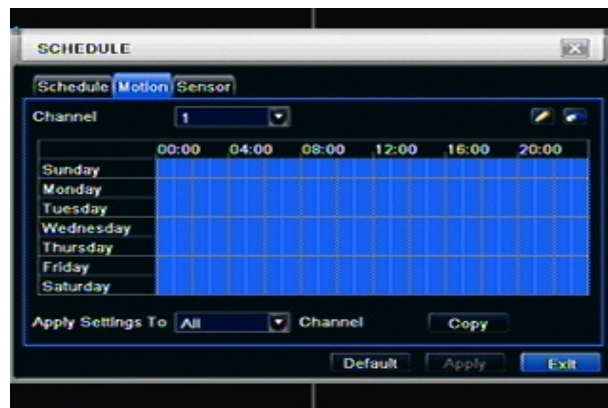 SCHEDULE
Schedule Motion Sensor
Channel 1
00:00 04:00 08:00 12:00 16:00 20:00
Sunday
Monday
Tuesday
Wednesday
Thursday
Friday
Saturday
Apply Settings To All Channel Copy
Default Apply Exit